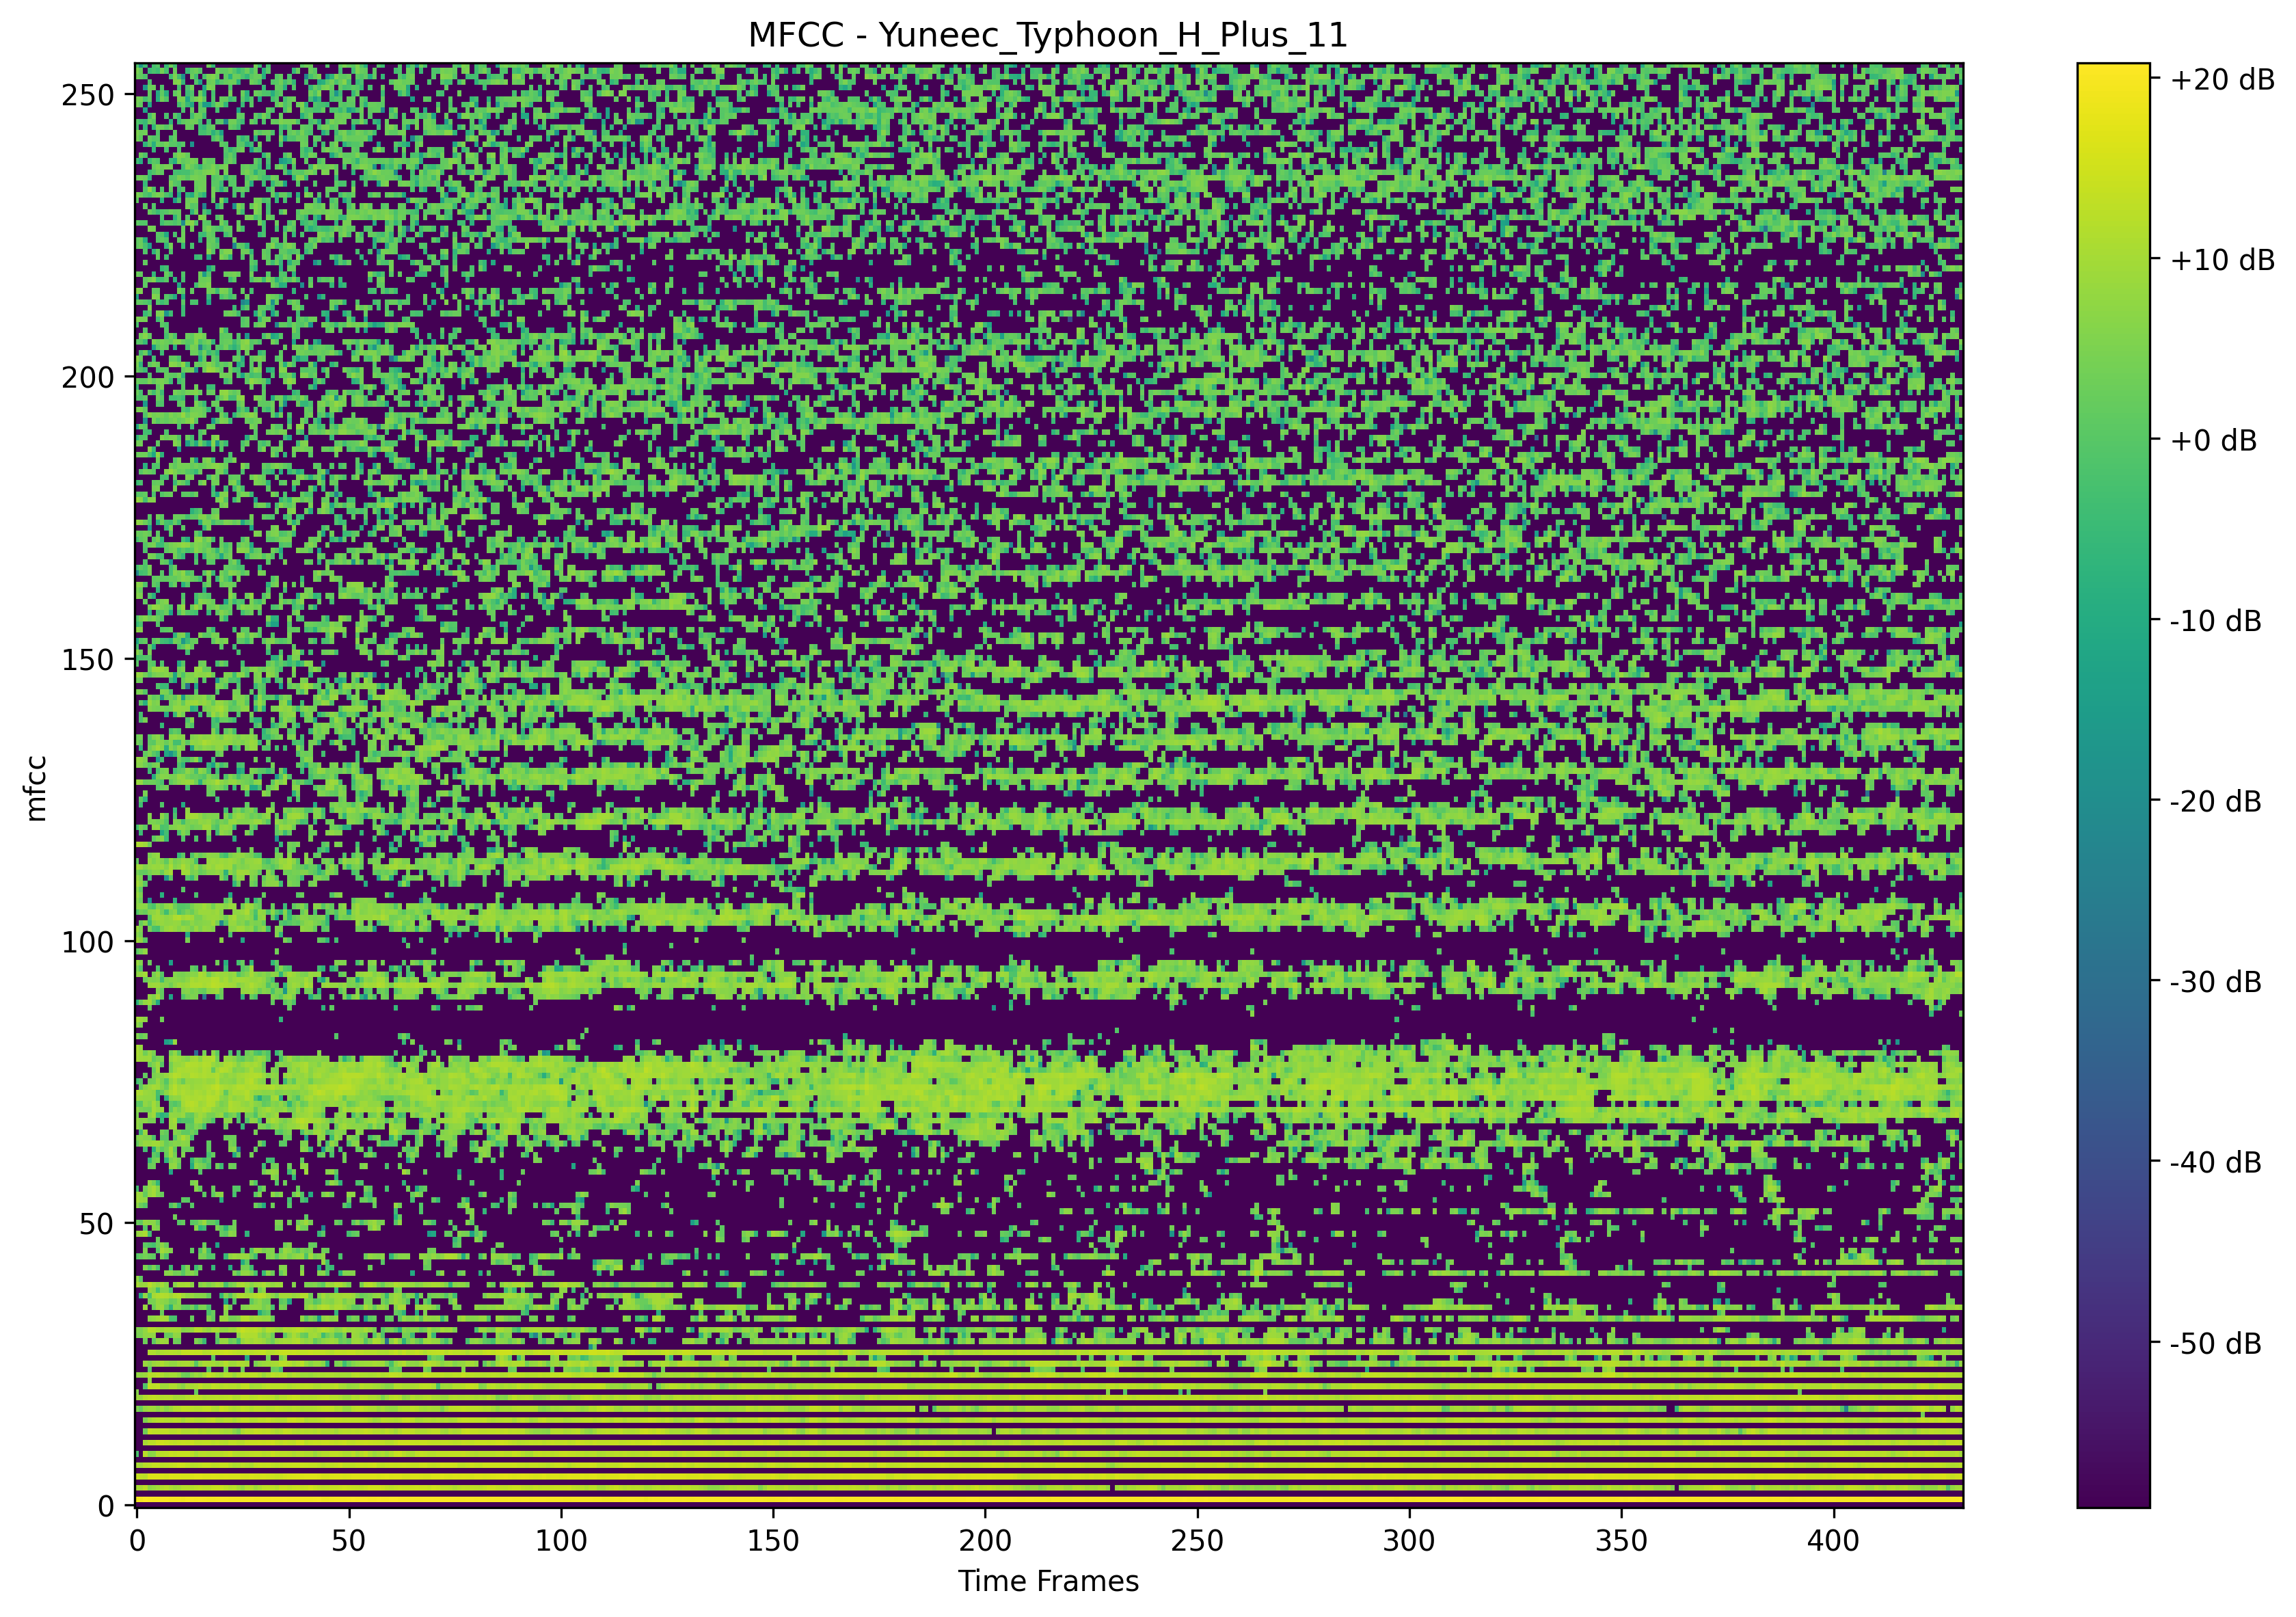 MFCC - Yuneec_Typhoon_H_Plus_11
250
200
150
100
50
0
mfcc
0 50 100 150 200 250 300 350 400
Time Frames
+20 dB
+10 dB
+0 dB
-10 dB
-20 dB
-30 dB
-40 dB
-50 dB